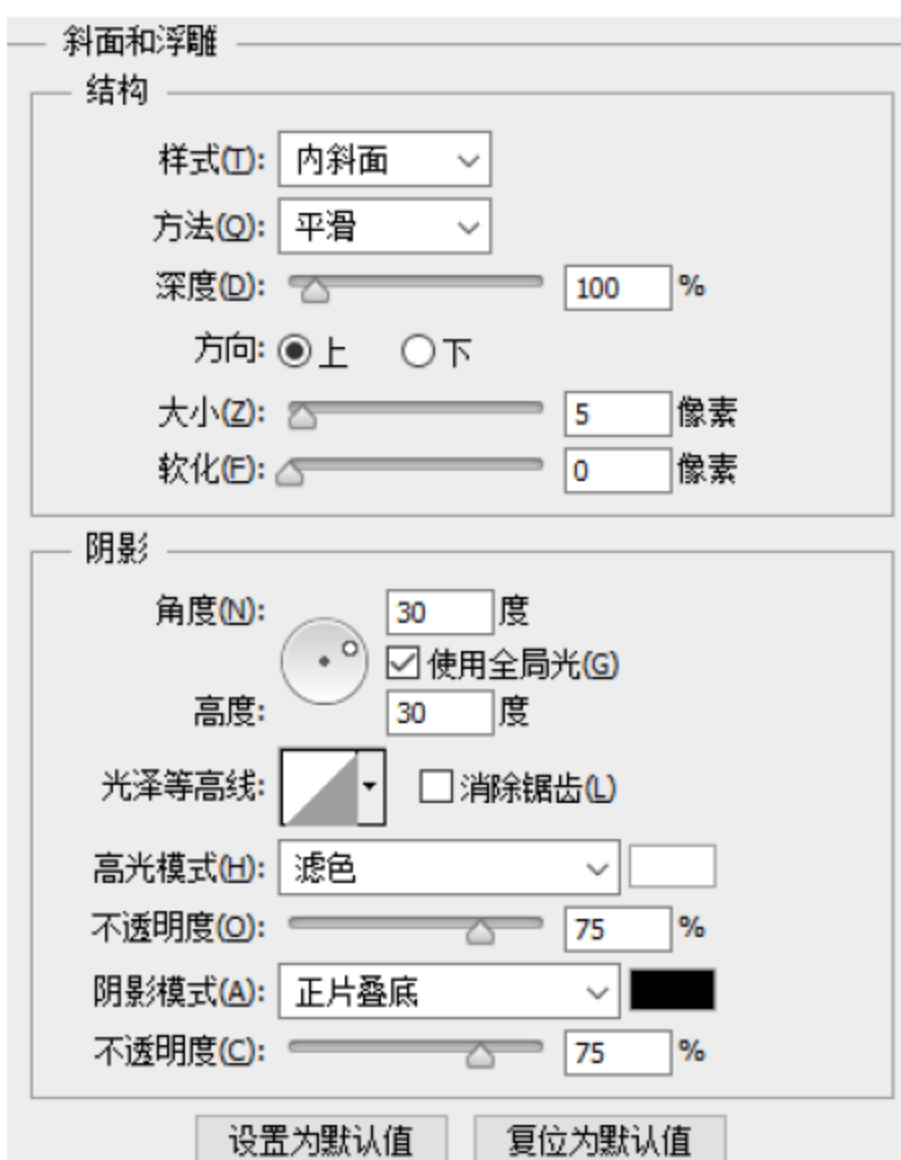 斜面和浮雕
结构
样式(T): 内斜面
方法(Q): 平滑
深度(D): 100 %
方向: 上 下
大小(Z): 5 像素
软化(F): 0 像素
阴影
角度(N): 30 度
使用全局光(G)
高度: 30 度
光泽等高线: 消除锯齿(L)
高光模式(H): 滤色
不透明度(O): 75 %
阴影模式(A): 正片叠底
不透明度(C): 75 %
设置为默认值 复位为默认值